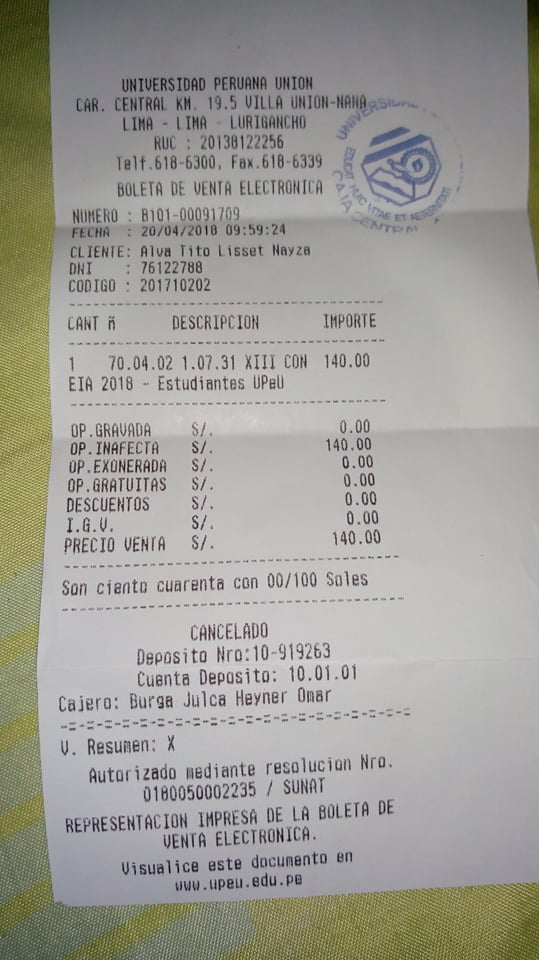 UNIVERSIDAD PERUANA UNION
CAR. CENTRAL KM. 19.5 VILLA UNION-NANA
LIMA - LIMA - LURIGANCHO
RUC : 20138122256
Telf.618-6300, Fax.618-6339
BOLETA DE VENTA ELECTRONICA
UNIVERSIDAD
EDUCAT HUIC VITAE ET AETERNITATI
CAJA CENTRAL
NUMERO : B101-00091709
FECHA : 20/04/2018 09:59:24
CLIENTE: Alva Tito Lisset Nayza
DNI : 76122788
CODIGO : 201710202
CANT Ñ DESCRIPCION IMPORTE
1 70.04.02 1.07.31 XIII CON 140.00
EIA 2018 - Estudiantes UPeU
OP.GRAVADA S/. 0.00
OP.INAFECTA S/. 140.00
OP.EXONERADA S/. 0.00
OP.GRATUITAS S/. 0.00
DESCUENTOS S/. 0.00
I.G.V. S/. 0.00
PRECIO VENTA S/. 140.00
Son ciento cuarenta con 00/100 Soles
CANCELADO
Deposito Nro:10-919263
Cuenta Deposito: 10.01.01
Cajero: Burga Julca Heyner Omar
V. Resumen: X
Autorizado mediante resolucion Nro.
0180050002235 / SUNAT
REPRESENTACION IMPRESA DE LA BOLETA DE
VENTA ELECTRONICA.
Visualice este documento en
www.upeu.edu.pe